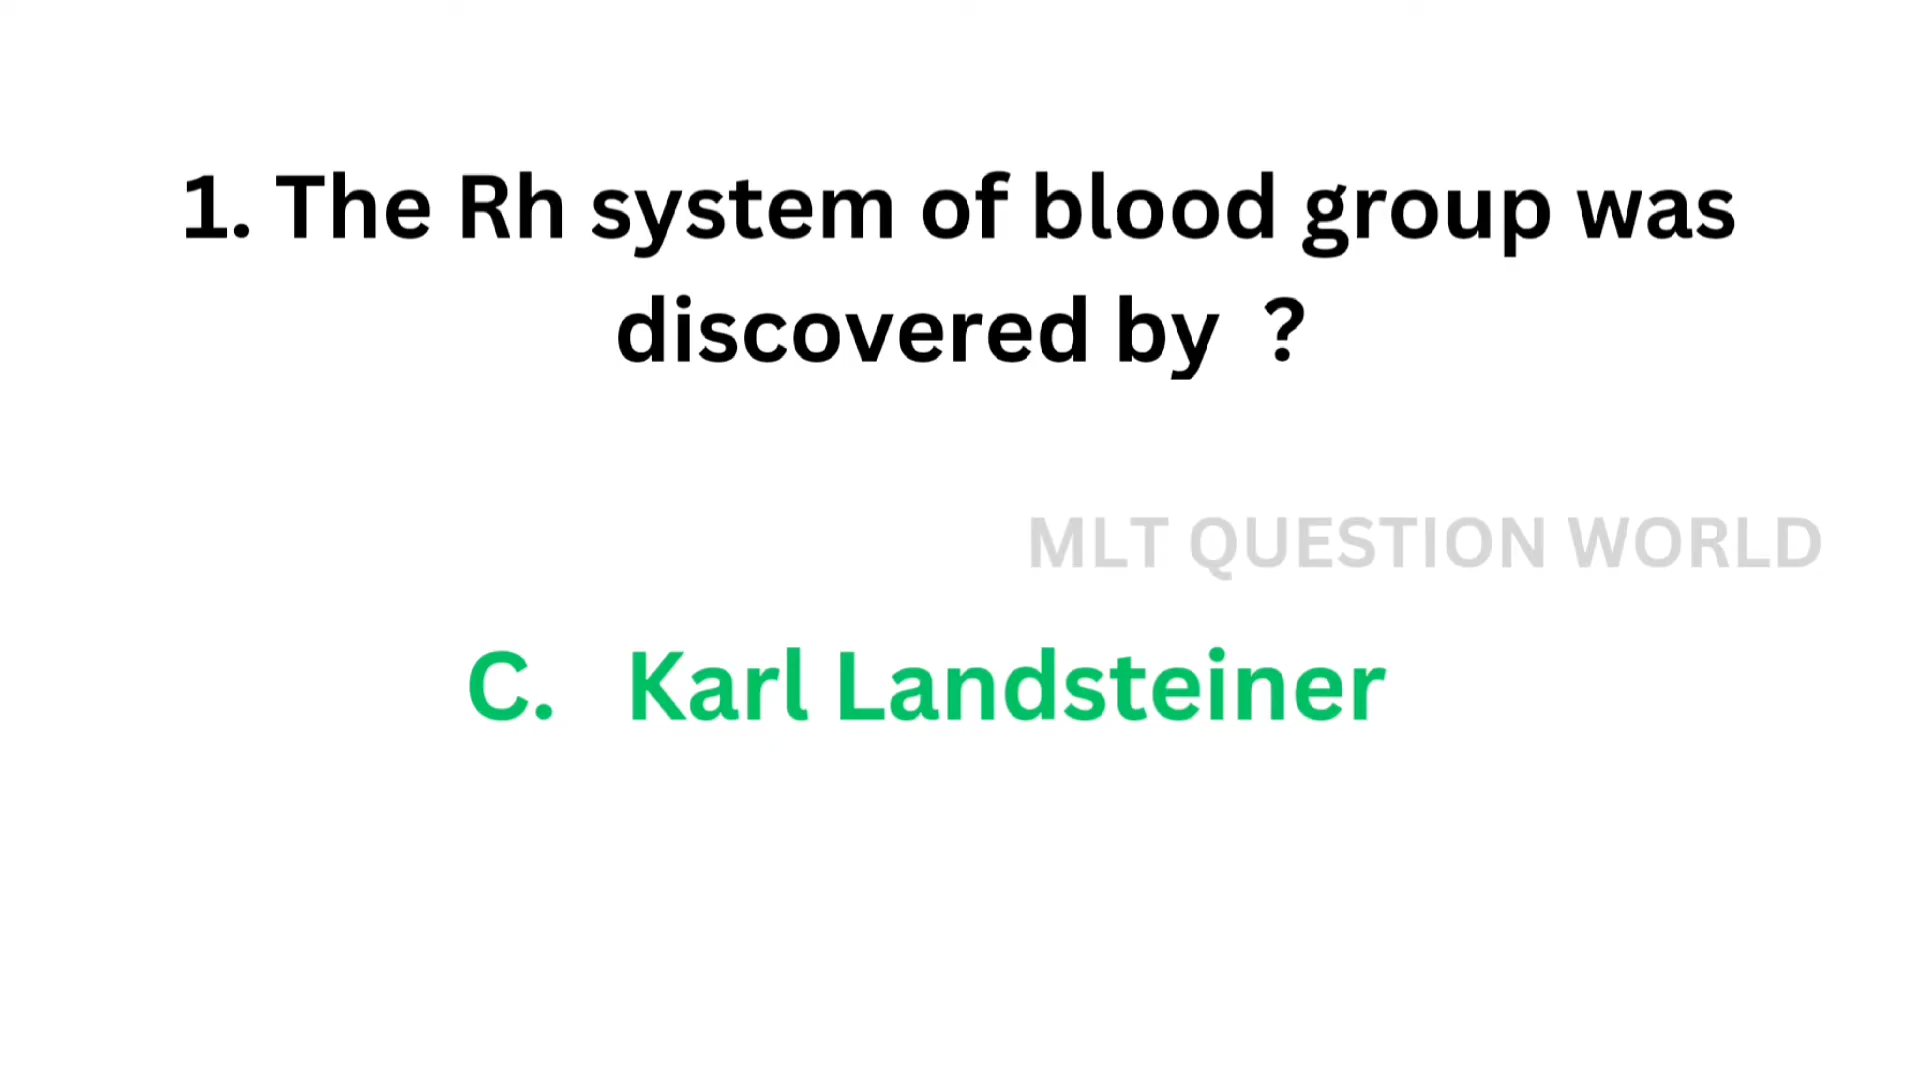 1. The Rh system of blood group was
discovered by ?
MLT QUESTION WORLD
C. Karl Landsteiner